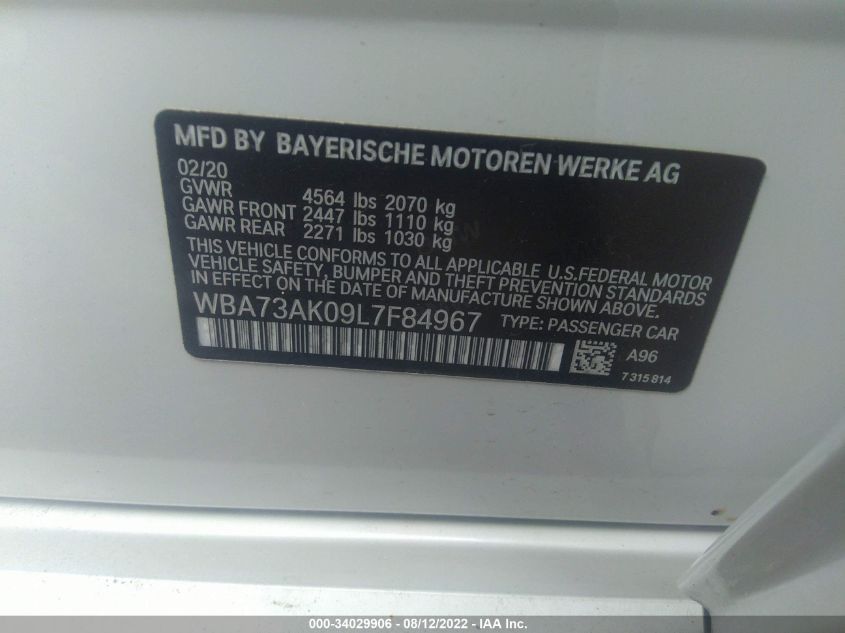 MFD BY BAYERISCHE MOTOREN WERKE AG
02/20
GVWR 4564 lbs 2070 kg
GAWR FRONT 2447 lbs 1110 kg
GAWR REAR 2271 lbs 1030 kg
THIS VEHICLE CONFORMS TO ALL APPLICABLE U.S.FEDERAL MOTOR
VEHICLE SAFETY, BUMPER AND THEFT PREVENTION STANDARDS
IN EFFECT ON THE DATE OF MANUFACTURE SHOWN ABOVE.
WBA73AK09L7F84967 TYPE: PASSENGER CAR
A96
7315814
000-34029906 - 08/12/2022 - IAA Inc.